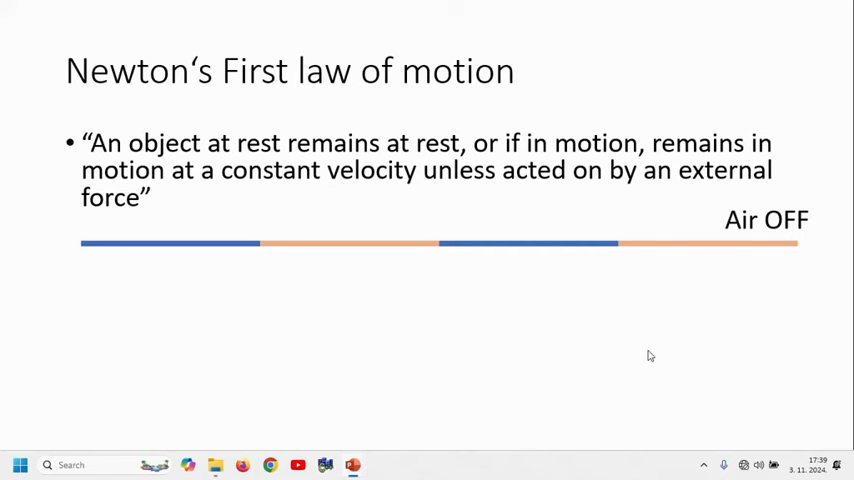 Newton‘s First law of motion
• “An object at rest remains at rest, or if in motion, remains in
motion at a constant velocity unless acted on by an external
force”
Air OFF
Search
17:39
3. 11. 2024.